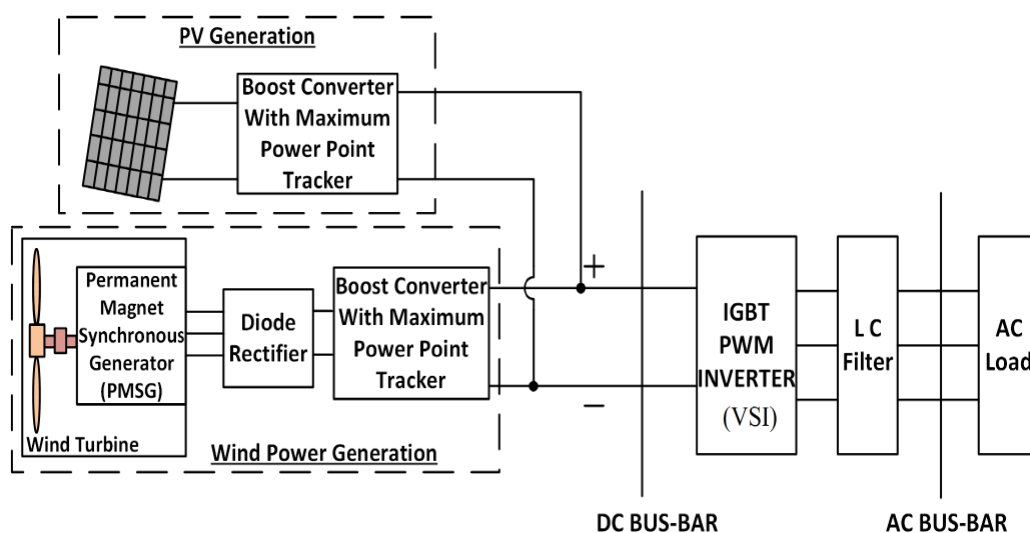 PV Generation
Boost Converter
With Maximum
Power Point
Tracker
Permanent
Magnet
Synchronous
Generator
(PMSG)
Wind Turbine
Diode
Rectifier
Boost Converter
With Maximum
Power Point
Tracker
Wind Power Generation
+
−
IGBT
PWM
INVERTER
(VSI)
L C
Filter
AC
Load
DC BUS-BAR
AC BUS-BAR